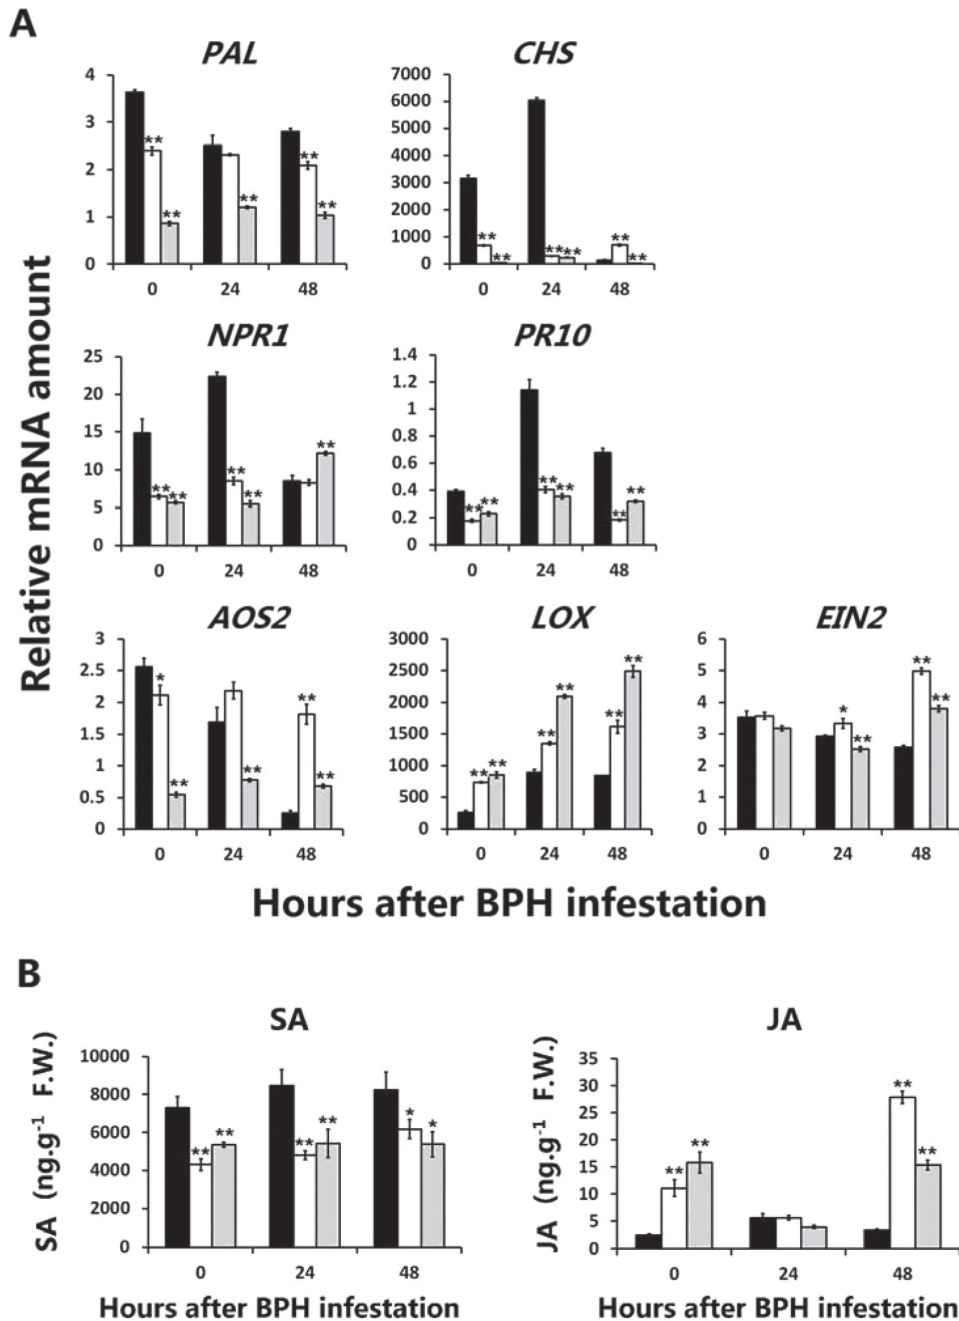 A
PAL
CHS
4
3
2
1
0
** ** ** ** **
0 24 48
7000
6000
5000
4000
3000
2000
1000
0
** ** ** ** ** **
0 24 48
Relative mRNA amount
NPR1
PR10
25
20
15
10
5
0
** ** ** ** **
0 24 48
1.4
1.2
1
0.8
0.6
0.4
0.2
0
** ** ** ** ** **
0 24 48
AOS2
LOX
EIN2
3
2.5
2
1.5
1
0.5
0
* ** ** ** **
0 24 48
3000
2500
2000
1500
1000
500
0
** ** ** ** ** **
0 24 48
6
5
4
3
2
1
0
* ** ** **
0 24 48
Hours after BPH infestation
B
SA
JA
SA (ng.g-1 F.W.)
10000
8000
6000
4000
2000
0
** ** ** ** * *
0 24 48
Hours after BPH infestation
JA (ng.g-1 F.W.)
35
30
25
20
15
10
5
0
** ** ** **
0 24 48
Hours after BPH infestation